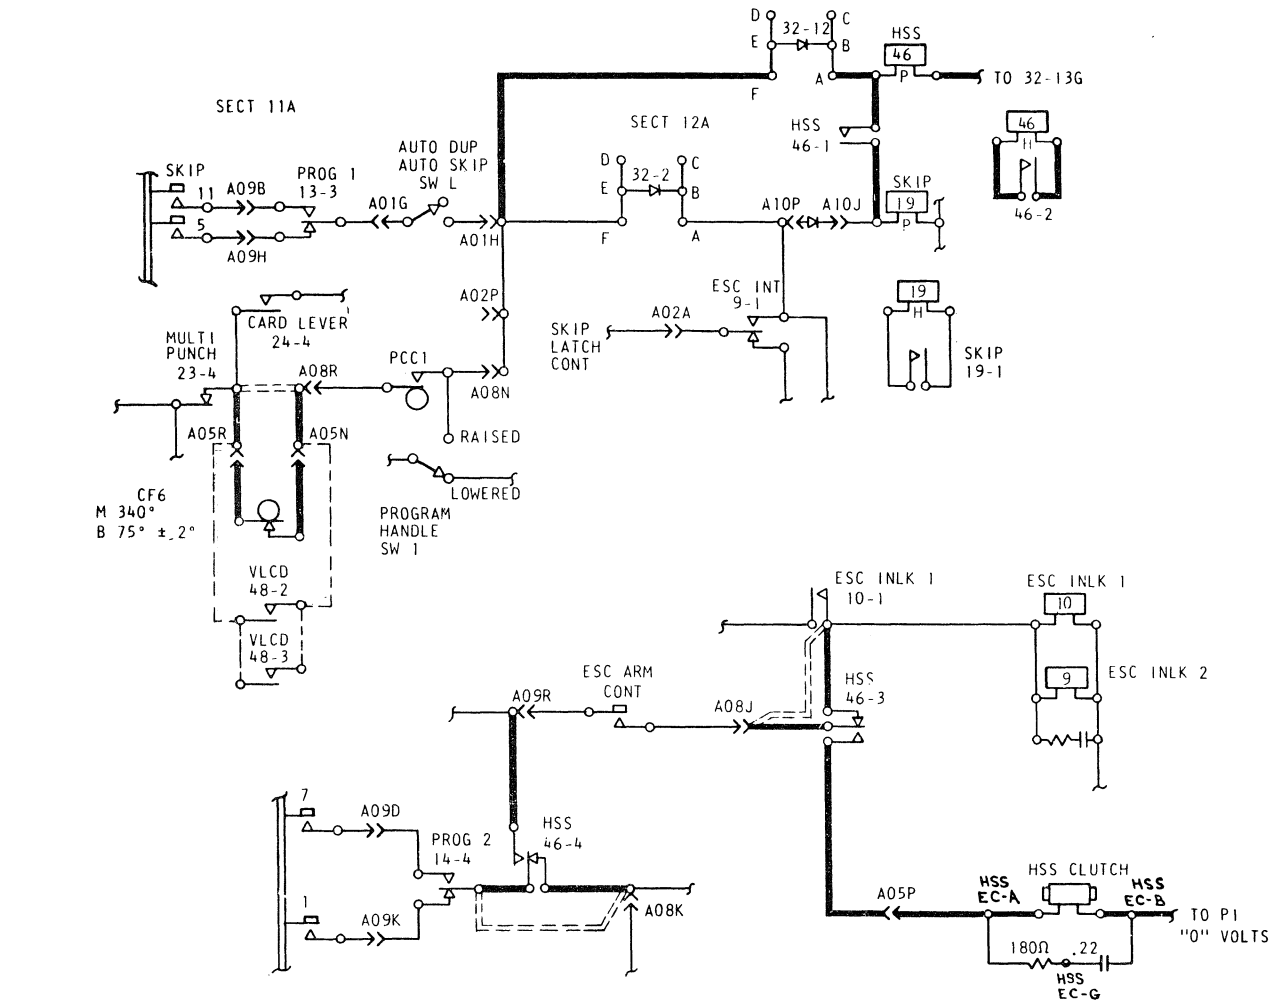 D
C
32-12
HSS
E
B
46
A
P
TO 32-13G
F
SECT 11A
SECT 12A
HSS
46-1
46
H
46-2
AUTO DUP
AUTO SKIP
SW L
SKIP
PROG 1
13-3
11
A09B
A01G
5
A09H
D
C
32-2
E
B
F
A
A10P
A10J
SKIP
19
P
A01H
A02P
ESC INT
9-1
19
H
SKIP
19-1
CARD LEVER
24-4
SKIP
LATCH
CONT
A02A
MULTI
PUNCH
23-4
PCC1
A08R
A08N
A05R
A05N
RAISED
LOWERED
CF6
M 340°
B 75° ± 2°
PROGRAM
HANDLE
SW 1
VLCD
48-2
VLCD
48-3
ESC INLK 1
10-1
ESC INLK 1
10
ESC INLK 2
9
ESC ARM
CONT
HSS
46-3
A09R
A08J
7
A09D
PROG 2
14-4
HSS
46-4
1
A09K
A08K
HSS CLUTCH
A05P
HSS
EC-A
HSS
EC-B
TO P1
"0" VOLTS
180Ω
.22
HSS
EC-G